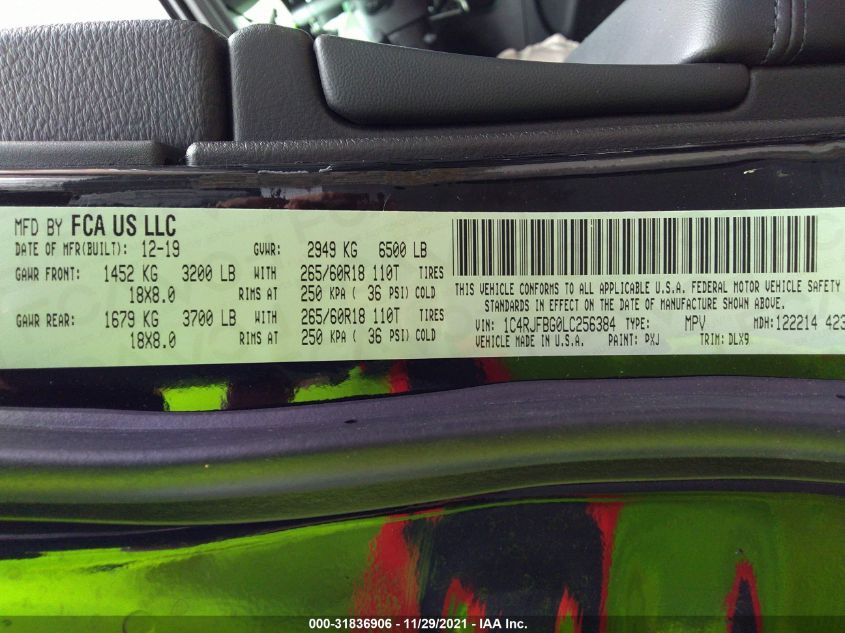 MFD BY FCA US LLC
DATE OF MFR(BUILT): 12-19 GVWR: 2949 KG 6500 LB
GAWR FRONT: 1452 KG 3200 LB WITH 265/60R18 110T TIRES
18X8.0 RIMS AT 250 KPA ( 36 PSI) COLD
GAWR REAR: 1679 KG 3700 LB WITH 265/60R18 110T TIRES
18X8.0 RIMS AT 250 KPA ( 36 PSI) COLD
THIS VEHICLE CONFORMS TO ALL APPLICABLE U.S.A. FEDERAL MOTOR VEHICLE SAFETY
STANDARDS IN EFFECT ON THE DATE OF MANUFACTURE SHOWN ABOVE.
VIN: 1C4RJFBG0LC256384 TYPE: MPV MDH: 122214 423
VEHICLE MADE IN U.S.A. PAINT: PXJ TRIM: DLX9
000-31836906 - 11/29/2021 - IAA Inc.